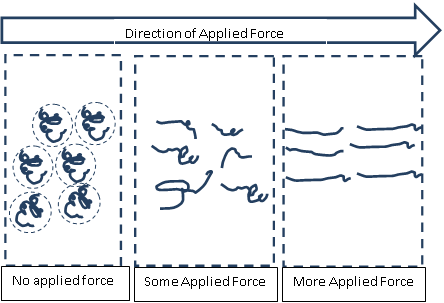 Direction of Applied Force
No applied force
Some Applied Force
More Applied Force